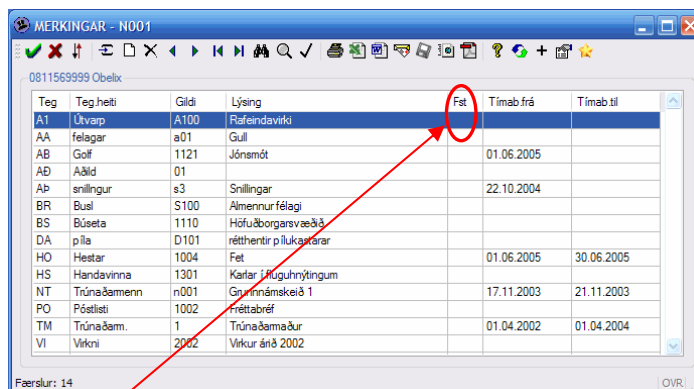 MERKINGAR - N001
0811569999 Obelix
Teg Teg.heiti Gildi Lýsing Fst Tímab.frá Tímab.til
A1 Útvarp A100 Rafeindavirki
AA felagar a01 Gull
AB Golf 1121 Jónsmót 01.06.2005
AÐ Aðild 01
AÞ snillngur s3 Snillingar 22.10.2004
BR Busl S100 Almennur félagi
BS Búseta 1110 Höfuðborgarsvæðið
DA píla D101 rétthentir pílukastarar
HO Hestar 1004 Fet 01.06.2005 30.06.2005
HS Handavinna 1301 Karlar í fluguhnýtingum
NT Trúnaðamenn n001 Grunnnámskeið 1 17.11.2003 21.11.2003
PO Póstlisti 1002 Fréttabréf
TM Trúnaðarm. 1 Trúnaðarmaður 01.04.2002 01.04.2004
VI Virkni 2002 Virkur árið 2002
Færslur: 14 OVR